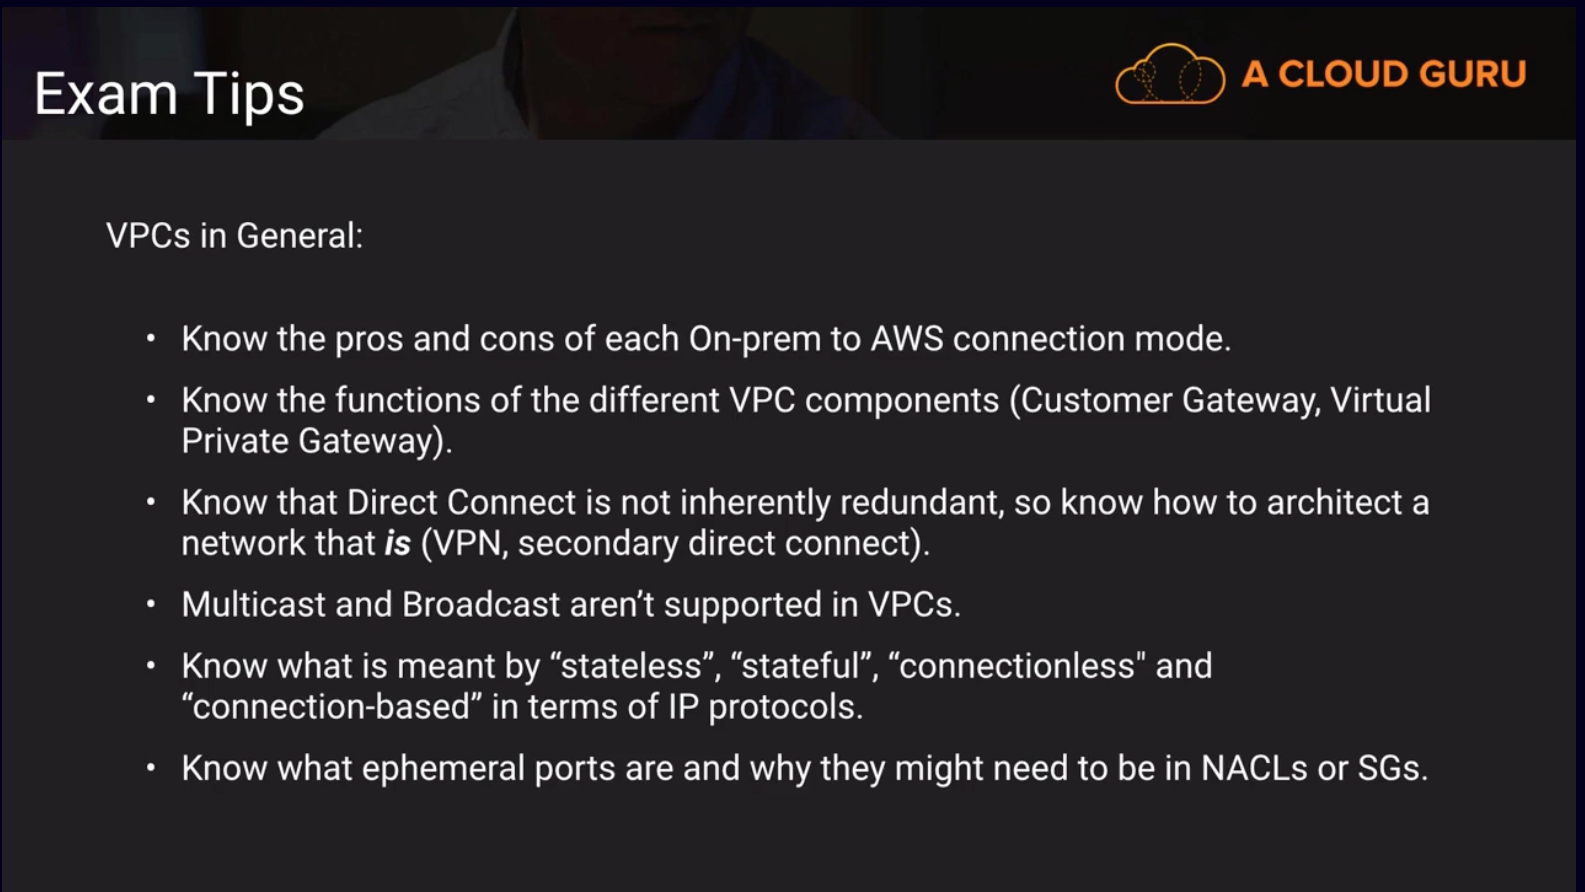 Exam Tips
A CLOUD GURU
VPCs in General:
• Know the pros and cons of each On-prem to AWS connection mode.
• Know the functions of the different VPC components (Customer Gateway, Virtual
Private Gateway).
• Know that Direct Connect is not inherently redundant, so know how to architect a
network that is (VPN, secondary direct connect).
• Multicast and Broadcast aren’t supported in VPCs.
• Know what is meant by “stateless”, “stateful”, “connectionless" and
“connection-based” in terms of IP protocols.
• Know what ephemeral ports are and why they might need to be in NACLs or SGs.